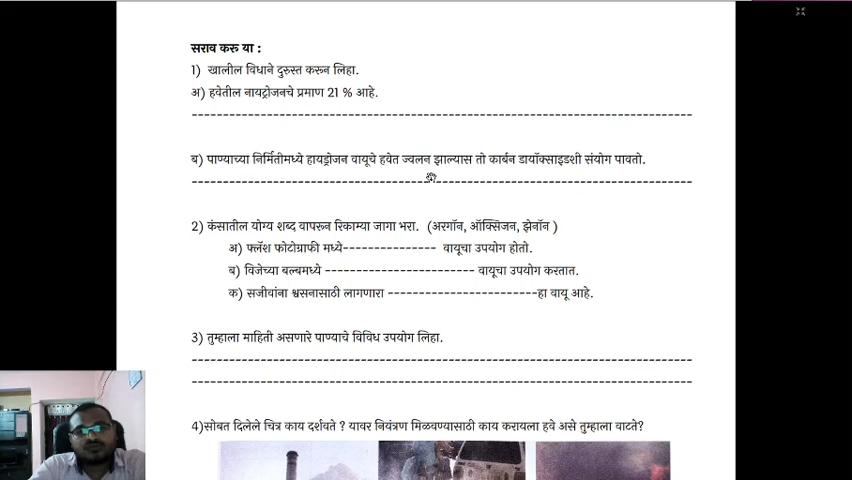 सराव करू या :
1) खालील विधाने दुरुस्त करून लिहा.
अ) हवेतील नायट्रोजनचे प्रमाण 21 % आहे.
ब) पाण्याच्या निर्मितीमध्ये हायड्रोजन वायूचे हवेत ज्वलन झाल्यास तो कार्बन डायॉक्साइडशी संयोग पावतो.
2) कंसातील योग्य शब्द वापरून रिकाम्या जागा भरा. (अरगॉन, ऑक्सिजन, झेनॉन )
अ) फ्लॅश फोटोग्राफी मध्ये--------------- वायूचा उपयोग होतो.
ब) विजेच्या बल्बमध्ये ------------------------ वायूचा उपयोग करतात.
क) सजीवांना श्वसनासाठी लागणारा ------------------------हा वायू आहे.
3) तुम्हाला माहिती असणारे पाण्याचे विविध उपयोग लिहा.
4)सोबत दिलेले चित्र काय दर्शवते ? यावर नियंत्रण मिळवण्यासाठी काय करायला हवे असे तुम्हाला वाटते?